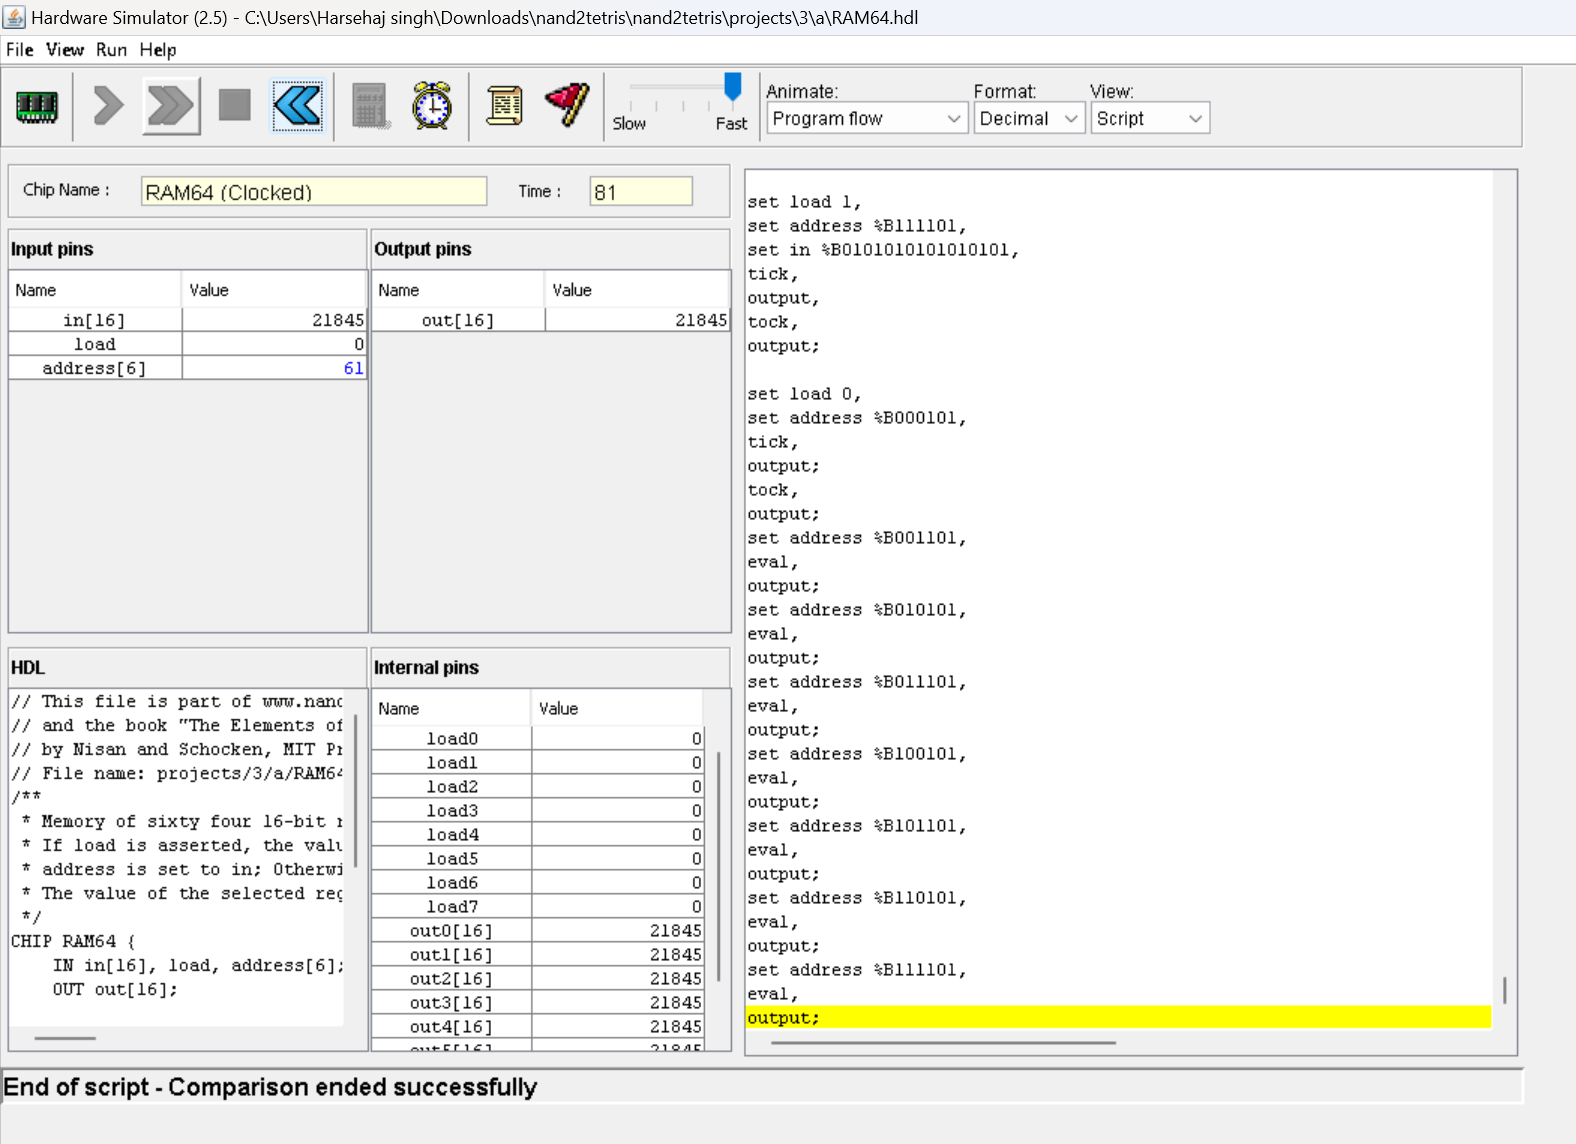 Hardware Simulator (2.5) - C:\Users\Harsehaj singh\Downloads\nand2tetris\nand2tetris\projects\3\a\RAM64.hdl
File View Run Help
Slow Fast
Animate: Format: View:
Program flow Decimal Script
Chip Name : RAM64 (Clocked) Time : 81
Input pins
Name Value
in[16] 21845
load 0
address[6] 61
Output pins
Name Value
out[16] 21845
HDL
// This file is part of www.nand
// and the book "The Elements of
// by Nisan and Schocken, MIT Pr
// File name: projects/3/a/RAM64
/**
* Memory of sixty four 16-bit r
* If load is asserted, the valu
* address is set to in; Otherwi
* The value of the selected reg
*/
CHIP RAM64 {
IN in[16], load, address[6];
OUT out[16];
Internal pins
Name Value
load0 0
load1 0
load2 0
load3 0
load4 0
load5 0
load6 0
load7 0
out0[16] 21845
out1[16] 21845
out2[16] 21845
out3[16] 21845
out4[16] 21845
out5[16] 21845
set load 1,
set address %B111101,
set in %B0101010101010101,
tick,
output,
tock,
output;
set load 0,
set address %B000101,
tick,
output;
tock,
output;
set address %B001101,
eval,
output;
set address %B010101,
eval,
output;
set address %B011101,
eval,
output;
set address %B100101,
eval,
output;
set address %B101101,
eval,
output;
set address %B110101,
eval,
output;
set address %B111101,
eval,
output;
End of script - Comparison ended successfully